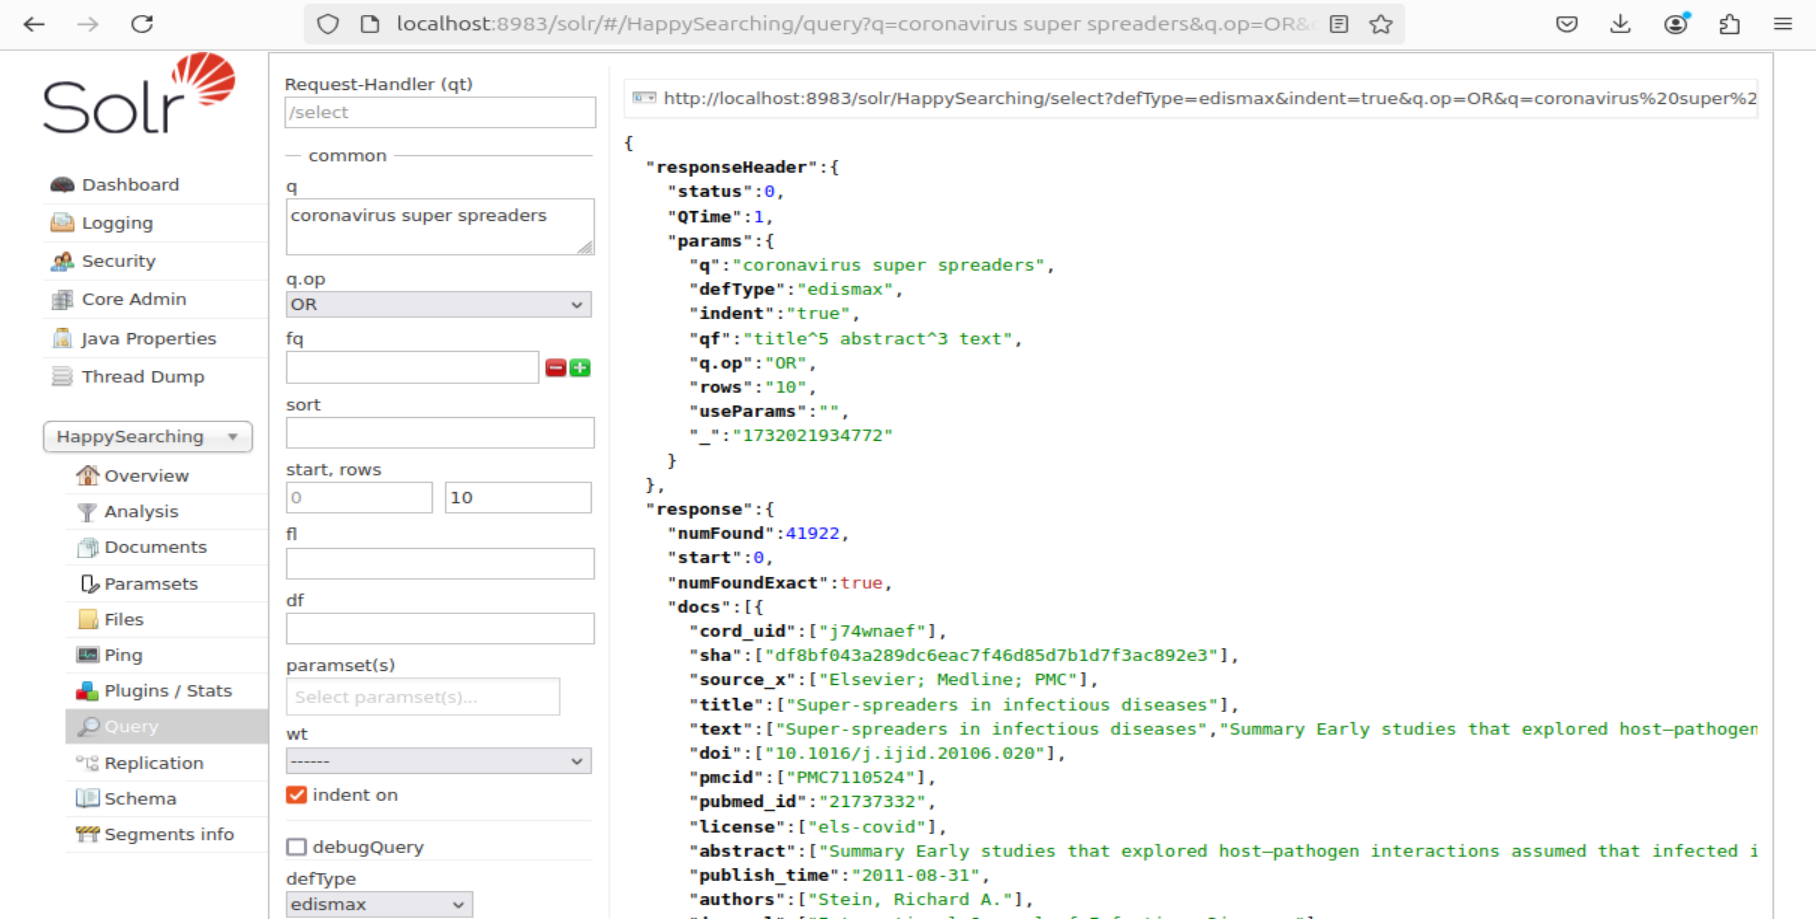 localhost:8983/solr/#/HappySearching/query?q=coronavirus super spreaders&q.op=OR&
Solr
Dashboard
Logging
Security
Core Admin
Java Properties
Thread Dump
HappySearching
Overview
Analysis
Documents
Paramsets
Files
Ping
Plugins / Stats
Query
Replication
Schema
Segments info
Request-Handler (qt)
/select
common
q
coronavirus super spreaders
q.op
OR
fq
sort
start, rows
0 10
fl
df
paramset(s)
Select paramset(s)...
wt
------
indent on
debugQuery
defType
edismax
http://localhost:8983/solr/HappySearching/select?defType=edismax&indent=true&q.op=OR&q=coronavirus%20super%2
{
"responseHeader":{
"status":0,
"QTime":1,
"params":{
"q":"coronavirus super spreaders",
"defType":"edismax",
"indent":"true",
"qf":"title^5 abstract^3 text",
"q.op":"OR",
"rows":"10",
"useParams":"",
"_":"1732021934772"
}
},
"response":{
"numFound":41922,
"start":0,
"numFoundExact":true,
"docs":[{
"cord_uid":["j74wnaef"],
"sha":["df8bf043a289dc6eac7f46d85d7b1d7f3ac892e3"],
"source_x":["Elsevier; Medline; PMC"],
"title":["Super-spreaders in infectious diseases"],
"text":["Super-spreaders in infectious diseases","Summary Early studies that explored host–pathogen
"doi":["10.1016/j.ijid.20106.020"],
"pmcid":["PMC7110524"],
"pubmed_id":"21737332",
"license":["els-covid"],
"abstract":["Summary Early studies that explored host–pathogen interactions assumed that infected i
"publish_time":"2011-08-31",
"authors":["Stein, Richard A."],